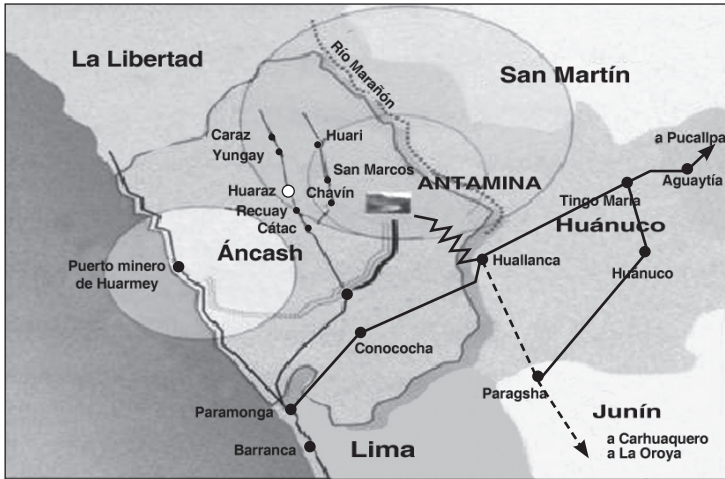 La Libertad
San Martín
Río Marañón
Caraz
Yungay
Huari
San Marcos
Huaraz
Chavín
Recuay
Cátac
ANTAMINA
a Pucallpa
Aguaytía
Tingo María
Huánuco
Huánuco
Huallanca
Áncash
Puerto minero
de Huarmey
Conococha
Paragsha
Paramonga
Barranca
Lima
Junín
a Carhuaquero
a La Oroya